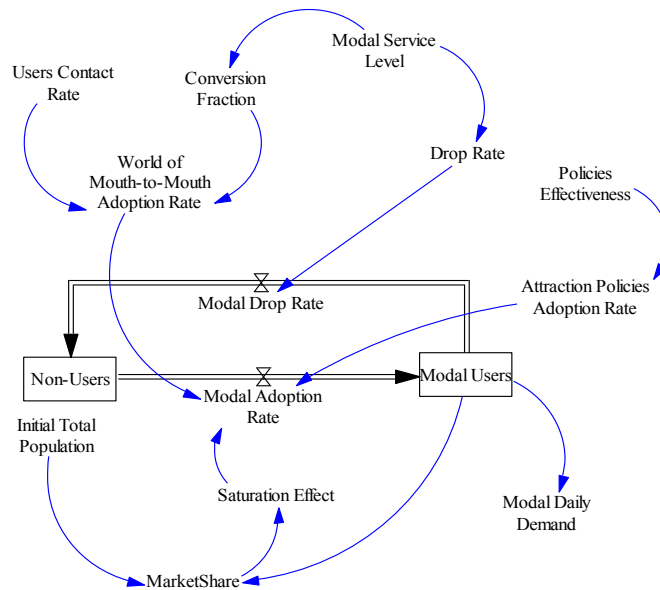 Modal Service
Level
Users Contact
Rate
Conversion
Fraction
World of
Mouth-to-Mouth
Adoption Rate
Drop Rate
Policies
Effectiveness
Modal Drop Rate
Attraction Policies
Adoption Rate
Non-Users
Modal Users
Modal Adoption
Rate
Initial Total
Population
Saturation Effect
Modal Daily
Demand
MarketShare